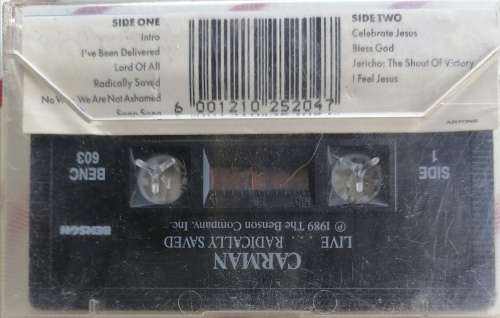 SIDE ONE
Intro
I've Been Delivered
Lord Of All
Radically Saved
We Are Not Ashamed
SIDE TWO
Celebrate Jesus
Bless God
Jericho: The Shout Of Victory
I Feel Jesus
6 001210 252047
BENC
603
SIDE
1
BENSON
CARMAN
LIVE . . . RADICALLY SAVED
℗ 1989 The Benson Company, Inc.